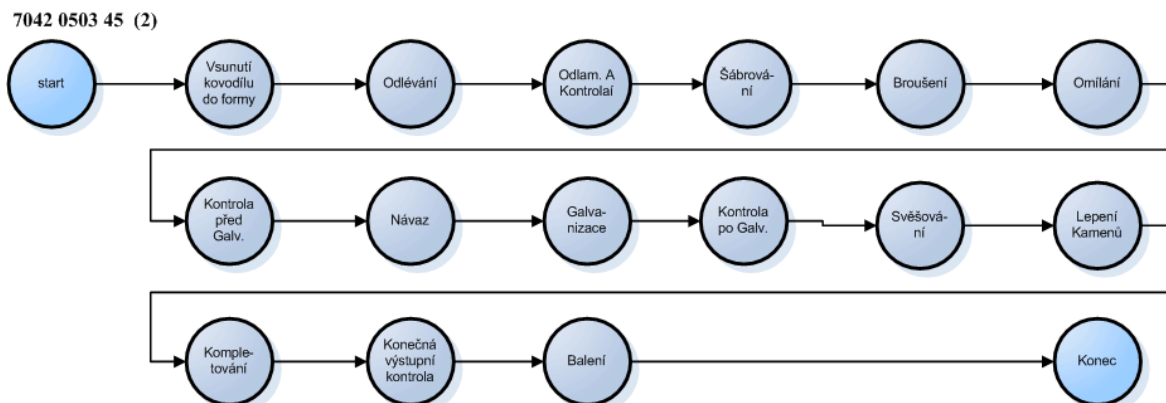 7042 0503 45 (2)
start
Vsunutí
kovodílu
do formy
Odlévání
Odlam. A
Kontrolaí
Šábrová-
ní
Broušení
Omílání
Kontrola
před
Galv.
Návaz
Galva-
nizace
Kontrola
po Galv.
Svěšová-
ní
Lepení
Kamenů
Komple-
tování
Konečná
výstupní
kontrola
Balení
Konec